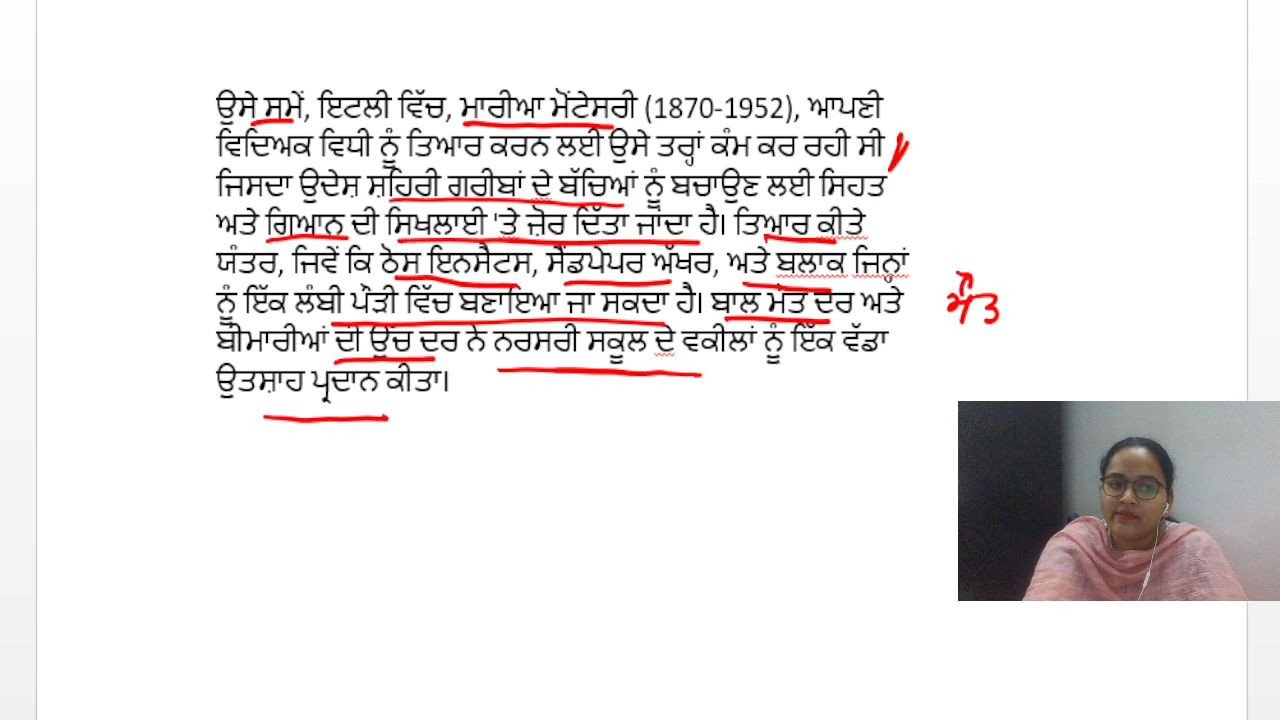 ਉਸੇ ਸਮੇਂ, ਇਟਲੀ ਵਿੱਚ, ਮਾਰੀਆ ਮੋਂਟੇਸਰੀ (1870-1952), ਆਪਣੀ
ਵਿਦਿਅਕ ਵਿਧੀ ਨੂੰ ਤਿਆਰ ਕਰਨ ਲਈ ਉਸੇ ਤਰ੍ਹਾਂ ਕੰਮ ਕਰ ਰਹੀ ਸੀ
ਜਿਸਦਾ ਉਦੇਸ਼ ਸ਼ਹਿਰੀ ਗਰੀਬਾਂ ਦੇ ਬੱਚਿਆਂ ਨੂੰ ਬਚਾਉਣ ਲਈ ਸਿਹਤ
ਅਤੇ ਗਿਆਨ ਦੀ ਸਿਖਲਾਈ 'ਤੇ ਜ਼ੋਰ ਦਿੱਤਾ ਜਾਂਦਾ ਹੈ। ਤਿਆਰ ਕੀਤੇ
ਯੰਤਰ, ਜਿਵੇਂ ਕਿ ਠੋਸ ਇਨਸੈਟਸ, ਸੈਂਡਪੇਪਰ ਅੱਖਰ, ਅਤੇ ਬਲਾਕ ਜਿਨ੍ਹਾਂ
ਨੂੰ ਇੱਕ ਲੰਬੀ ਪੌੜੀ ਵਿੱਚ ਬਣਾਇਆ ਜਾ ਸਕਦਾ ਹੈ। ਬਾਲ ਮੌਤ ਦਰ ਅਤੇ
ਬੀਮਾਰੀਆਂ ਦੀ ਉੱਚ ਦਰ ਨੇ ਨਰਸਰੀ ਸਕੂਲ ਦੇ ਵਕੀਲਾਂ ਨੂੰ ਇੱਕ ਵੱਡਾ
ਉਤਸ਼ਾਹ ਪ੍ਰਦਾਨ ਕੀਤਾ।
ਮੌਤ